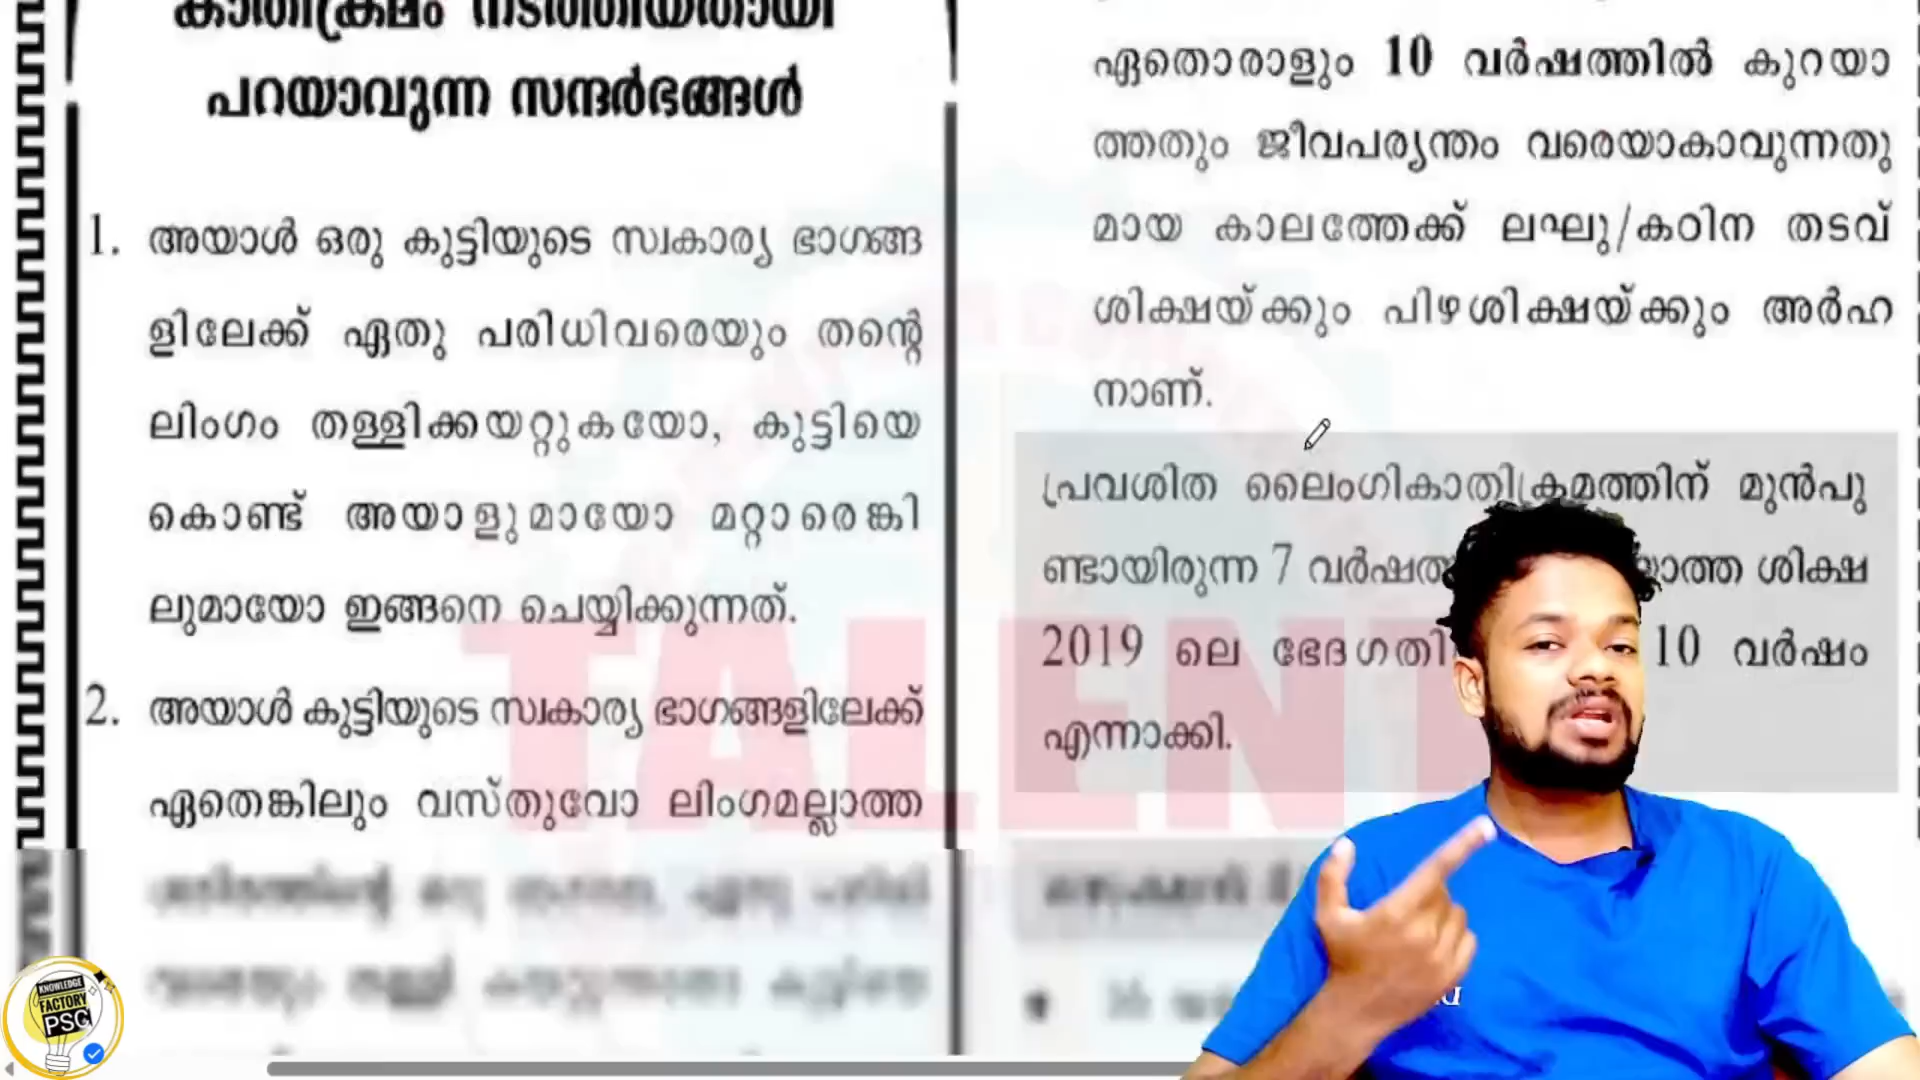 കാതിക്രമം നടത്തിയതായി
പറയാവുന്ന സന്ദർഭങ്ങൾ
1. അയാൾ ഒരു കുട്ടിയുടെ സ്വകാര്യ ഭാഗങ്ങ
ളിലേക്ക് ഏതു പരിധിവരെയും തന്റെ
ലിംഗം തള്ളിക്കയറ്റുകയോ, കുട്ടിയെ
കൊണ്ട് അയാളുമായോ മറ്റാരെങ്കി
ലുമായോ ഇങ്ങനെ ചെയ്യിക്കുന്നത്.
2. അയാൾ കുട്ടിയുടെ സ്വകാര്യ ഭാഗങ്ങളിലേക്ക്
ഏതെങ്കിലും വസ്തുവോ ലിംഗമല്ലാത്ത
ഏതൊരാളും 10 വർഷത്തിൽ കുറയാ
ത്തതും ജീവപര്യന്തം വരെയാകാവുന്നതു
മായ കാലത്തേക്ക് ലഘു/കഠിന തടവ്
ശിക്ഷയ്ക്കും പിഴശിക്ഷയ്ക്കും അർഹ
നാണ്.
പ്രവശിത ലൈംഗികാതിക്രമത്തിന് മുൻപു
ണ്ടായിരുന്ന 7 ശിക്ഷ
2019 ലെ 10 വർഷം
എന്നാക്കി.
TALENT
KNOWLEDGE
FACTORY
PSC